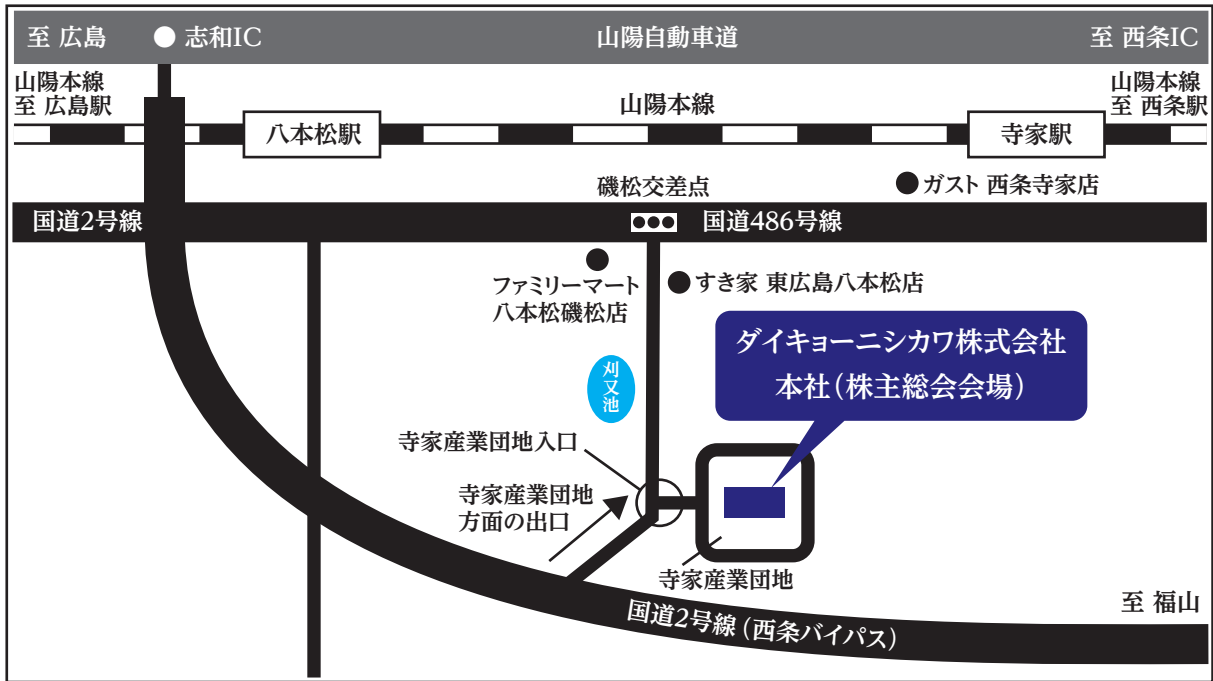 至 広島
志和IC
山陽自動車道
至 西条IC
山陽本線
至 広島駅
山陽本線
山陽本線
至 西条駅
八本松駅
寺家駅
磯松交差点
ガスト 西条寺家店
国道2号線
国道486号線
ファミリーマート
八本松磯松店
すき家 東広島八本松店
ダイキョーニシカワ株式会社
本社(株主総会会場)
刈又池
寺家産業団地入口
寺家産業団地
方面の出口
寺家産業団地
至 福山
国道2号線(西条バイパス)